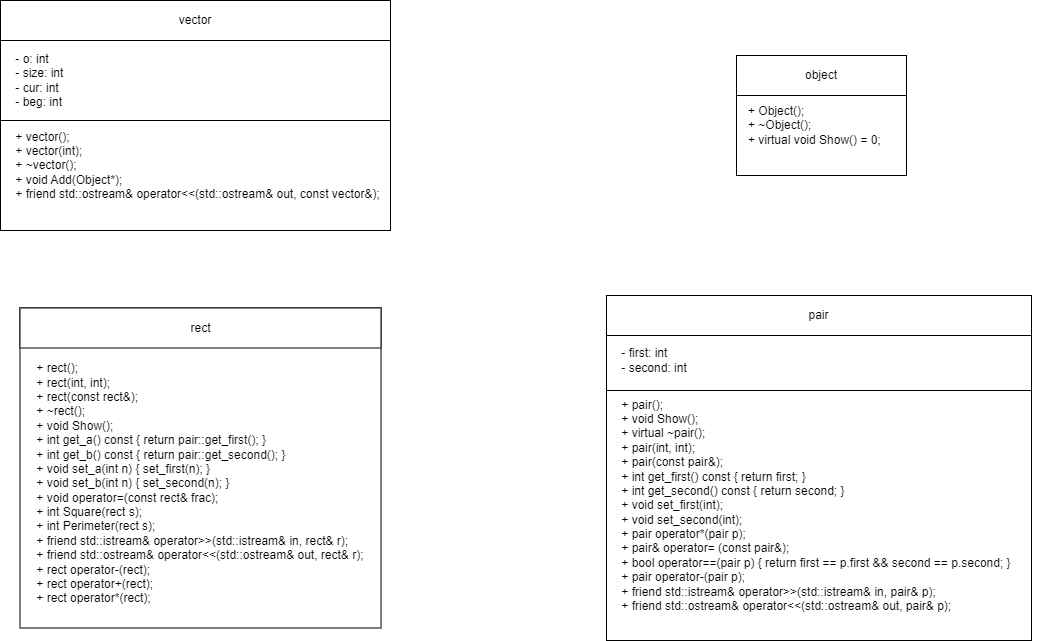 vector
- o: int
- size: int
- cur: int
- beg: int
+ vector();
+ vector(int);
+ ~vector();
+ void Add(Object*);
+ friend std::ostream& operator<<(std::ostream& out, const vector&);
object
+ Object();
+ ~Object();
+ virtual void Show() = 0;
rect
+ rect();
+ rect(int, int);
+ rect(const rect&);
+ ~rect();
+ void Show();
+ int get_a() const { return pair::get_first(); }
+ int get_b() const { return pair::get_second(); }
+ void set_a(int n) { set_first(n); }
+ void set_b(int n) { set_second(n); }
+ void operator=(const rect& frac);
+ int Square(rect s);
+ int Perimeter(rect s);
+ friend std::istream& operator>>(std::istream& in, rect& r);
+ friend std::ostream& operator<<(std::ostream& out, rect& r);
+ rect operator-(rect);
+ rect operator+(rect);
+ rect operator*(rect);
pair
- first: int
- second: int
+ pair();
+ void Show();
+ virtual ~pair();
+ pair(int, int);
+ pair(const pair&);
+ int get_first() const { return first; }
+ int get_second() const { return second; }
+ void set_first(int);
+ void set_second(int);
+ pair operator*(pair p);
+ pair& operator= (const pair&);
+ bool operator==(pair p) { return first == p.first && second == p.second; }
+ pair operator-(pair p);
+ friend std::istream& operator>>(std::istream& in, pair& p);
+ friend std::ostream& operator<<(std::ostream& out, pair& p);